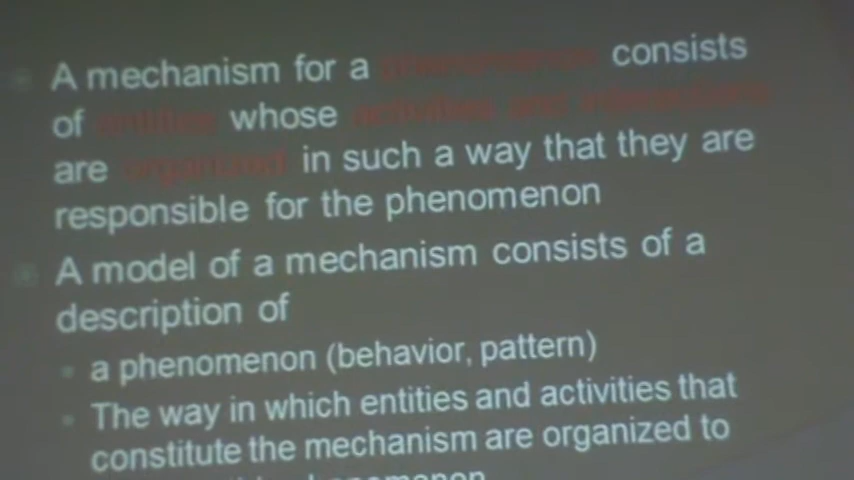 A mechanism for a phenomenon consists
of entities whose activities and interactions
are organized in such a way that they are
responsible for the phenomenon
A model of a mechanism consists of a
description of
a phenomenon (behavior, pattern)
The way in which entities and activities that
constitute the mechanism are organized to
phenomenon